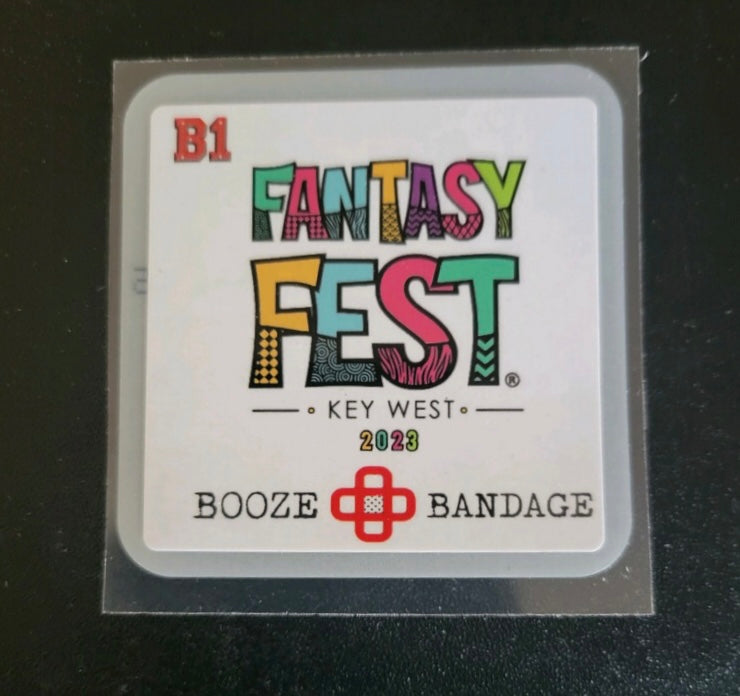 B1
FANTASY
FEST®
KEY WEST
2023
BOOZE BANDAGE